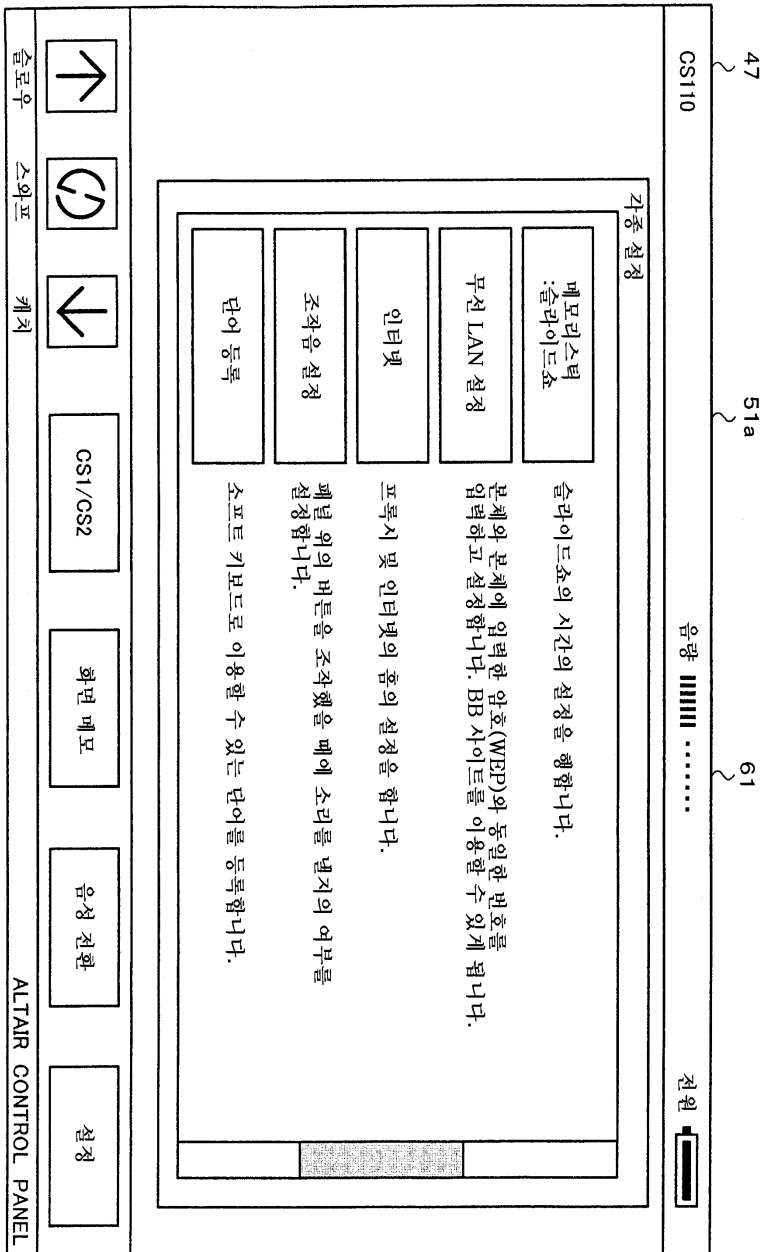 47
51a
61
CS110
음량
전원
각종 설정
메모리스틱
:슬라이드쇼
슬라이드쇼의 시간의 설정을 행합니다.
무선 LAN 설정
본체와 본체에 입력한 암호(WEP)와 동일한 번호를
입력하고 설정합니다. BB 사이트를 이용할 수 있게 됩니다.
인터넷
프록시 및 인터넷의 홈의 설정을 합니다.
조작음 설정
패널 위의 버튼을 조작했을 때에 소리를 낼지의 여부를
설정합니다.
단어 등록
소프트 키보드로 이용할 수 있는 단어를 등록합니다.
CS1/CS2
화면 메모
음성 전환
설정
슬로우
스와프
캐치
ALTAIR CONTROL PANEL